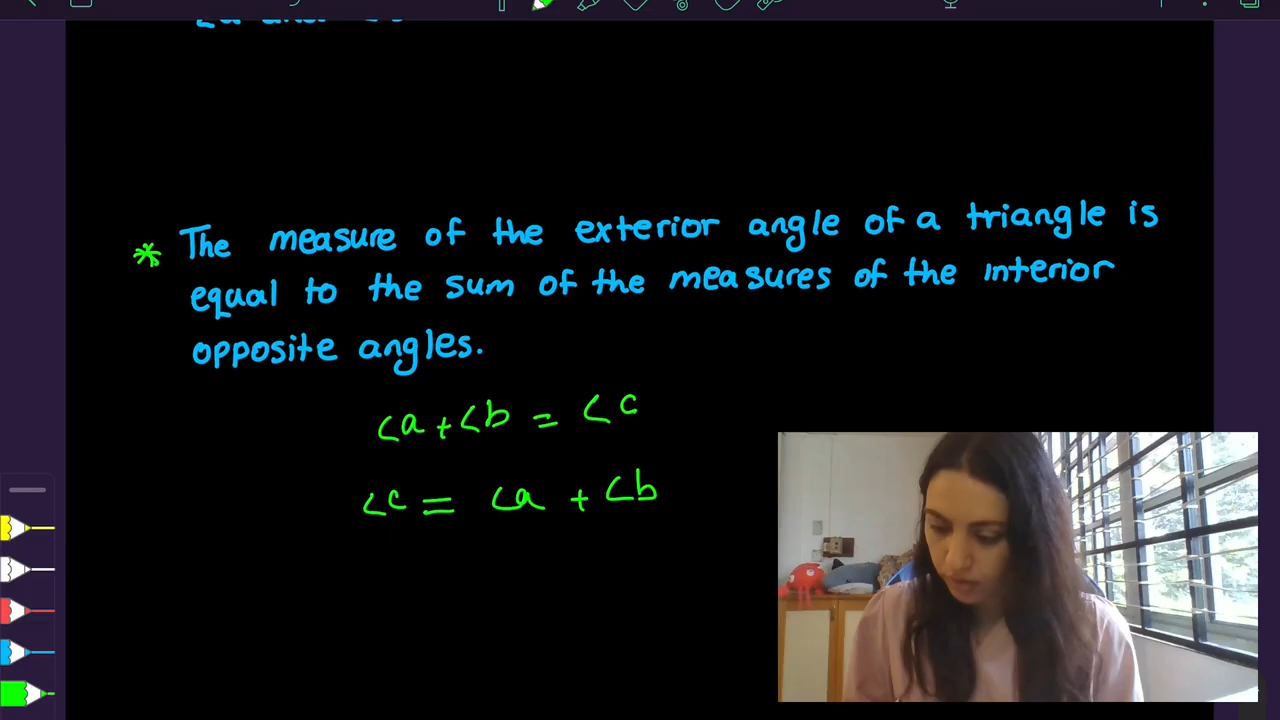 * The measure of the exterior angle of a triangle is
equal to the sum of the measures of the interior
opposite angles.
∠a+∠b = ∠c
∠c = ∠a + ∠b